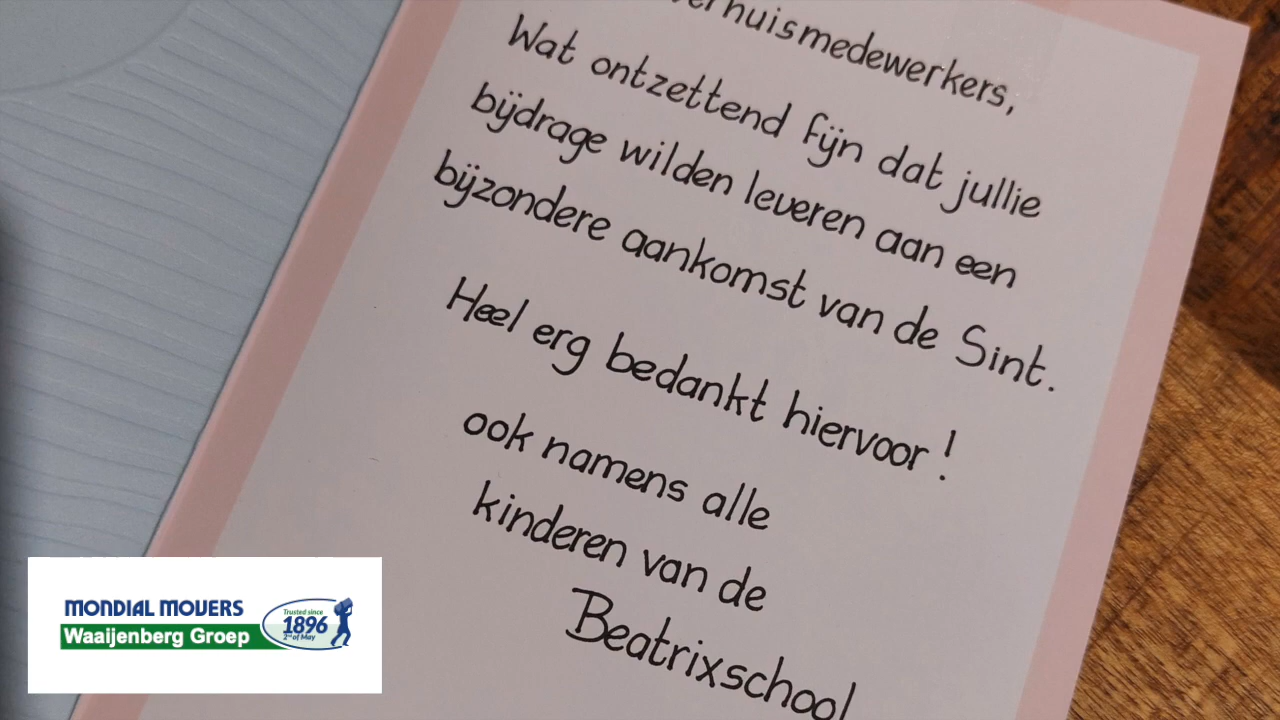 verhuismedewerkers,
Wat ontzettend fijn dat jullie
bijdrage wilden leveren aan een
bijzondere aankomst van de Sint.
Heel erg bedankt hiervoor!
ook namens alle
kinderen van de
Beatrixschool
MONDIAL MOVERS
Waaijenberg Groep
Trusted since
1896
2nd of May